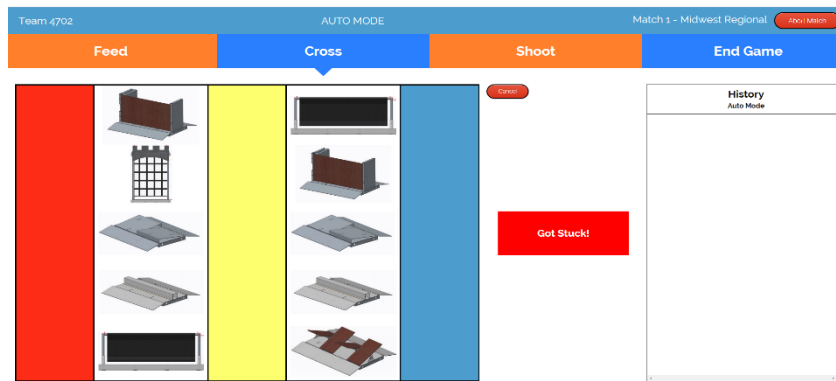 Team 4702
AUTO MODE
Match 1 - Midwest Regional
Abort Match
Feed
Cross
Shoot
End Game
Cancel
History
Auto Mode
Got Stuck!